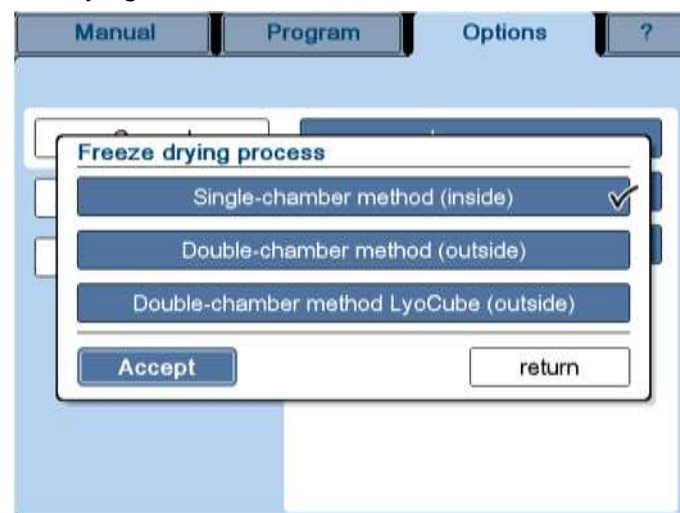 Manual Program Options ?
Freeze drying process
Single-chamber method (inside)
Double-chamber method (outside)
Double-chamber method LyoCube (outside)
Accept return